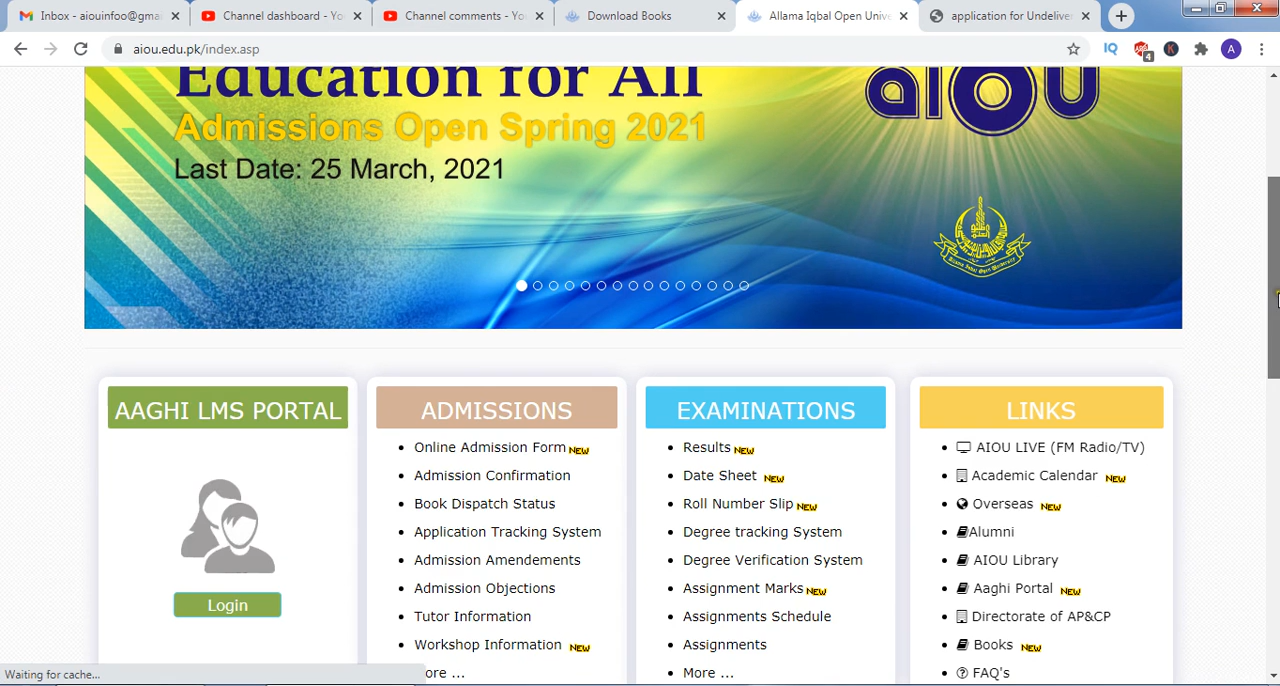 Inbox - aiouinfo@gma
Channel dashboard - Yo
Channel comments - You
Download Books
Allama Iqbal Open Unive
application for Undeliver
aiou.edu.pk/index.asp
IQ
4
K
A
Education for All
AIOU
Admissions Open Spring 2021
Last Date: 25 March, 2021
AAGHI LMS PORTAL
Login
ADMISSIONS
Online Admission Form NEW
Admission Confirmation
Book Dispatch Status
Application Tracking System
Admission Amendements
Admission Objections
Tutor Information
Workshop Information NEW
ore ...
EXAMINATIONS
Results NEW
Date Sheet NEW
Roll Number Slip NEW
Degree tracking System
Degree Verification System
Assignment Marks NEW
Assignments Schedule
Assignments
More ...
LINKS
AIOU LIVE (FM Radio/TV)
Academic Calendar NEW
Overseas NEW
Alumni
AIOU Library
Aaghi Portal NEW
Directorate of AP&CP
Books NEW
FAQ's
Waiting for cache...